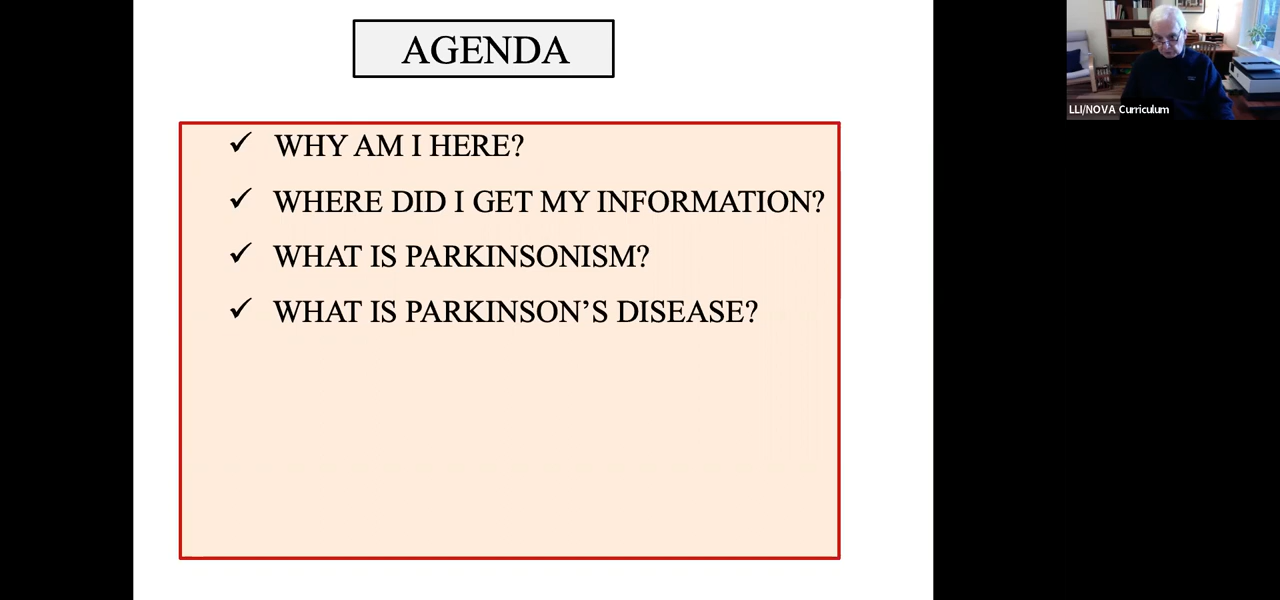 AGENDA
✓ WHY AM I HERE?
✓ WHERE DID I GET MY INFORMATION?
✓ WHAT IS PARKINSONISM?
✓ WHAT IS PARKINSON’S DISEASE?
LLI/NOVA Curriculum